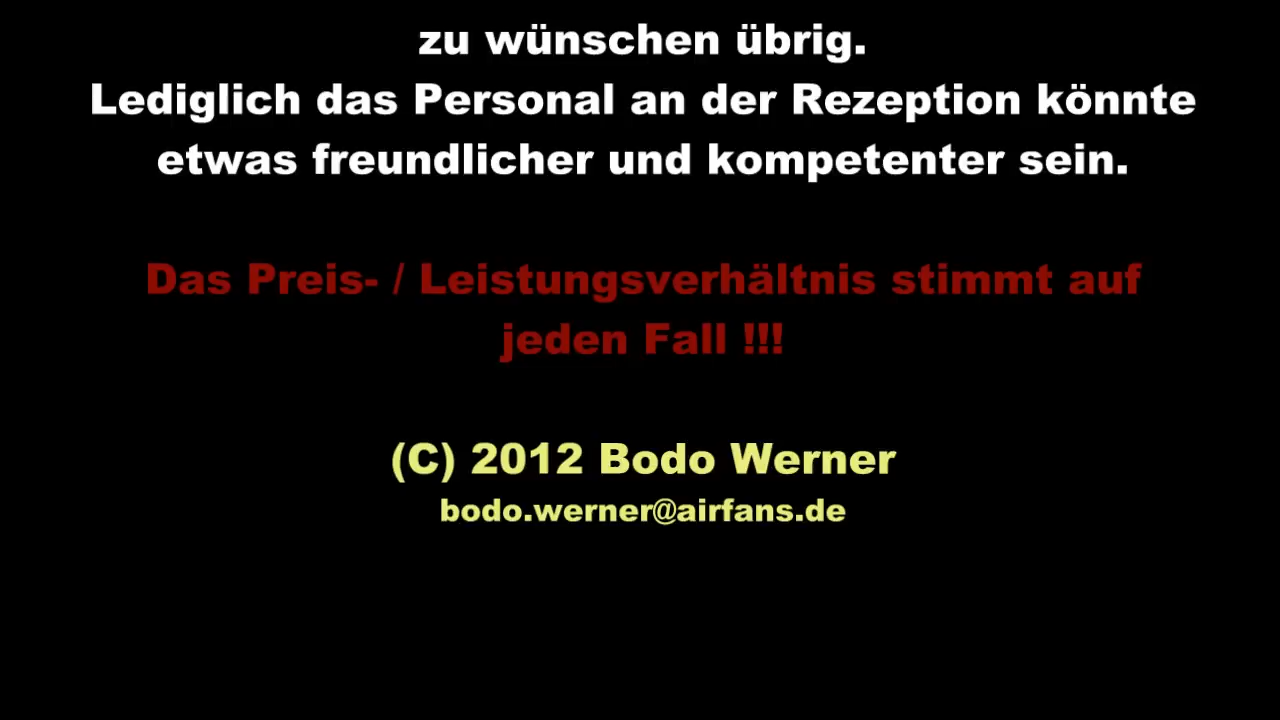 zu wünschen übrig.
Lediglich das Personal an der Rezeption könnte
etwas freundlicher und kompetenter sein.
Das Preis- / Leistungsverhältnis stimmt auf
jeden Fall !!!
(C) 2012 Bodo Werner
bodo.werner@airfans.de